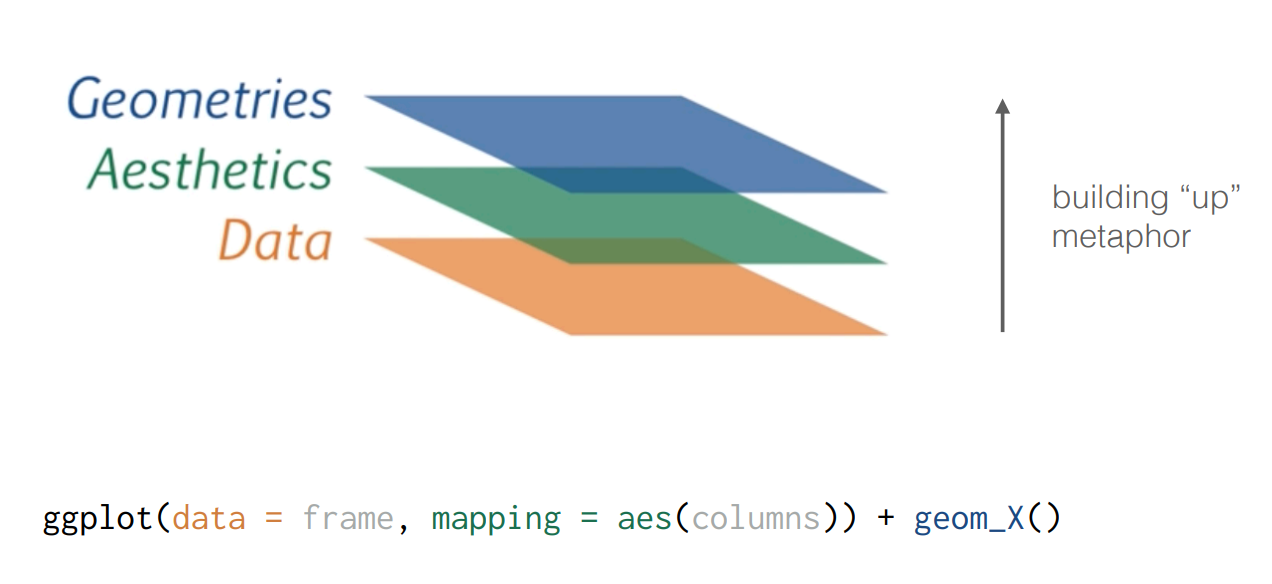 Geometries
Aesthetics
Data
building “up”
metaphor
ggplot(data = frame, mapping = aes(columns)) + geom_X()